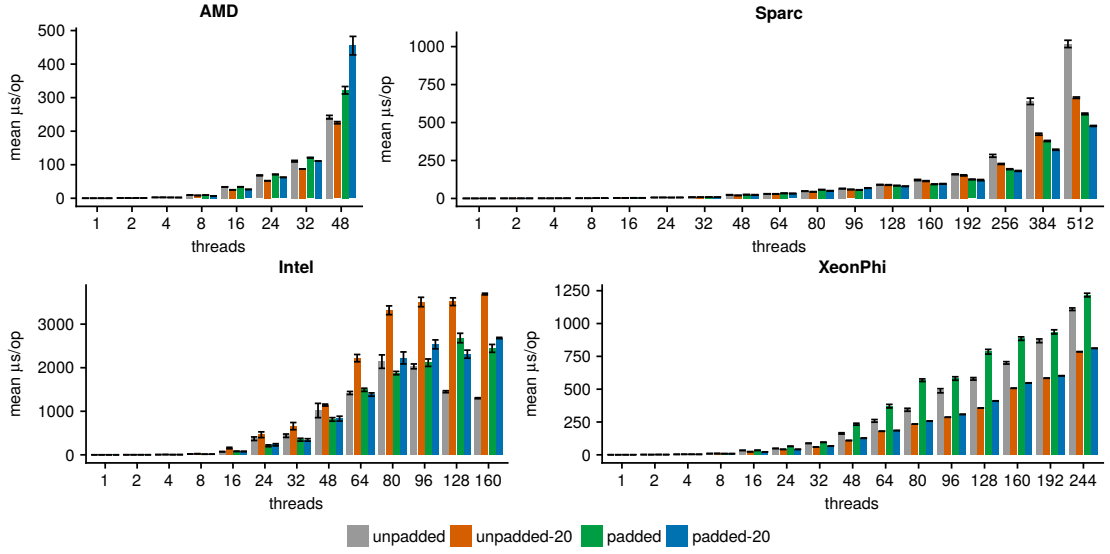 AMD
mean µs/op
500
400
300
200
100
0
1 2 4 8 16 24 32 48
threads
Sparc
mean µs/op
1000
750
500
250
0
1 2 4 8 16 24 32 48 64 80 96 128 160 192 256 384 512
threads
Intel
mean µs/op
3000
2000
1000
0
1 2 4 8 16 24 32 48 64 80 96 128 160
threads
XeonPhi
mean µs/op
1250
1000
750
500
250
0
1 2 4 8 16 24 32 48 64 80 96 128 160 192 244
threads
unpadded unpadded-20 padded padded-20